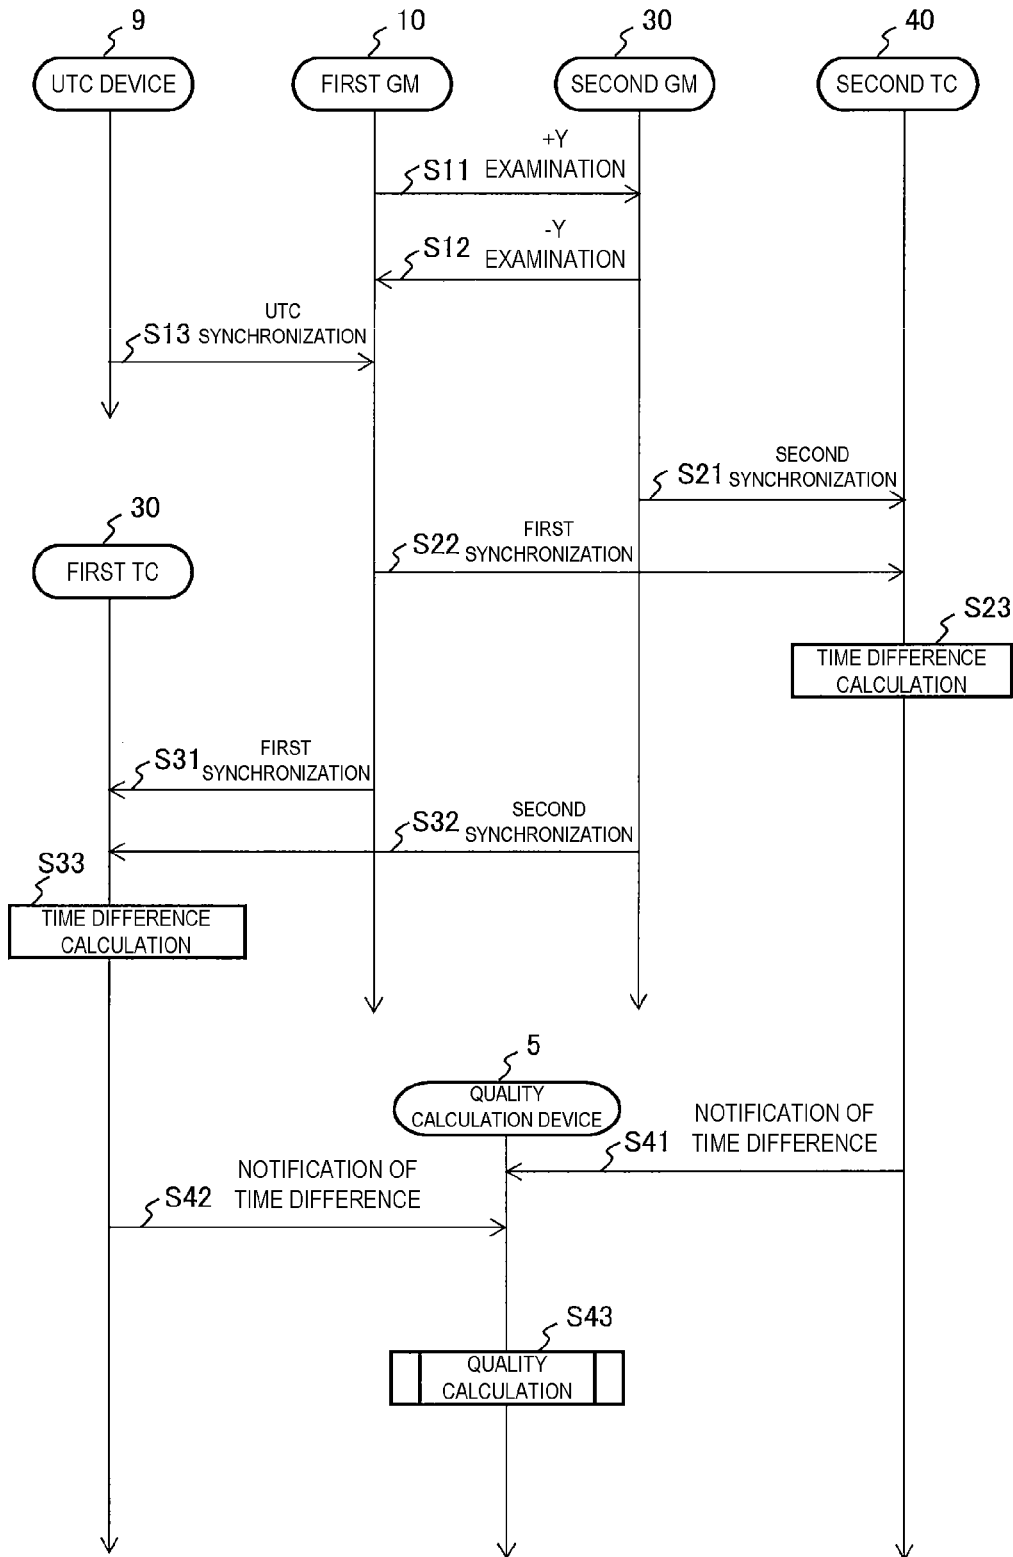 9
10
30
40
UTC DEVICE
FIRST GM
SECOND GM
SECOND TC
+Y
S11 EXAMINATION
-Y
S12 EXAMINATION
UTC
S13 SYNCHRONIZATION
SECOND
S21 SYNCHRONIZATION
30
FIRST
S22 SYNCHRONIZATION
FIRST TC
S23
TIME DIFFERENCE
CALCULATION
FIRST
S31 SYNCHRONIZATION
SECOND
S32 SYNCHRONIZATION
S33
TIME DIFFERENCE
CALCULATION
5
QUALITY
CALCULATION DEVICE
NOTIFICATION OF
S41 TIME DIFFERENCE
NOTIFICATION OF
S42 TIME DIFFERENCE
S43
QUALITY
CALCULATION